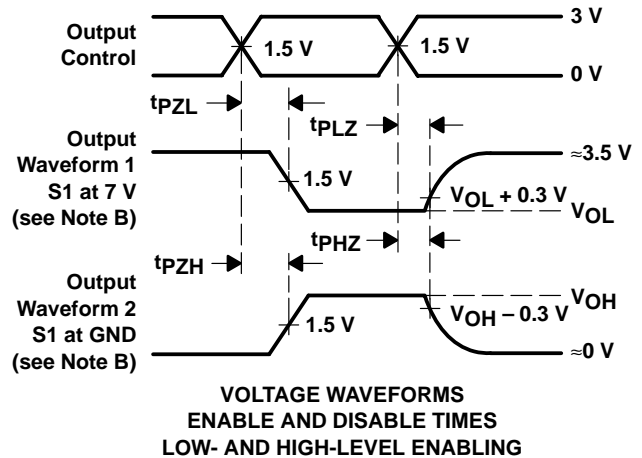 Output
Control
1.5 V
1.5 V
3 V
0 V
tPZL
tPLZ
Output
Waveform 1
S1 at 7 V
(see Note B)
1.5 V
≈3.5 V
VOL + 0.3 V
VOL
tPZH
tPHZ
Output
Waveform 2
S1 at GND
(see Note B)
1.5 V
VOH
VOH − 0.3 V
≈0 V
VOLTAGE WAVEFORMS
ENABLE AND DISABLE TIMES
LOW- AND HIGH-LEVEL ENABLING